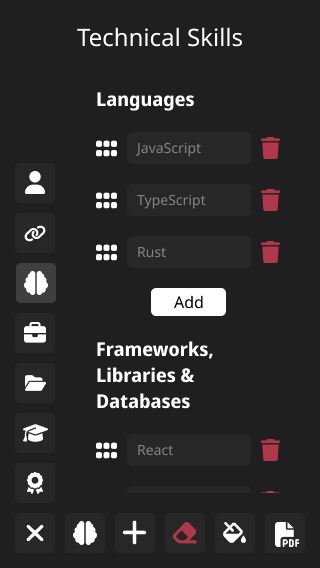 Technical Skills
Languages
JavaScript
TypeScript
Rust
Add
Frameworks,
Libraries &
Databases
React
PDF